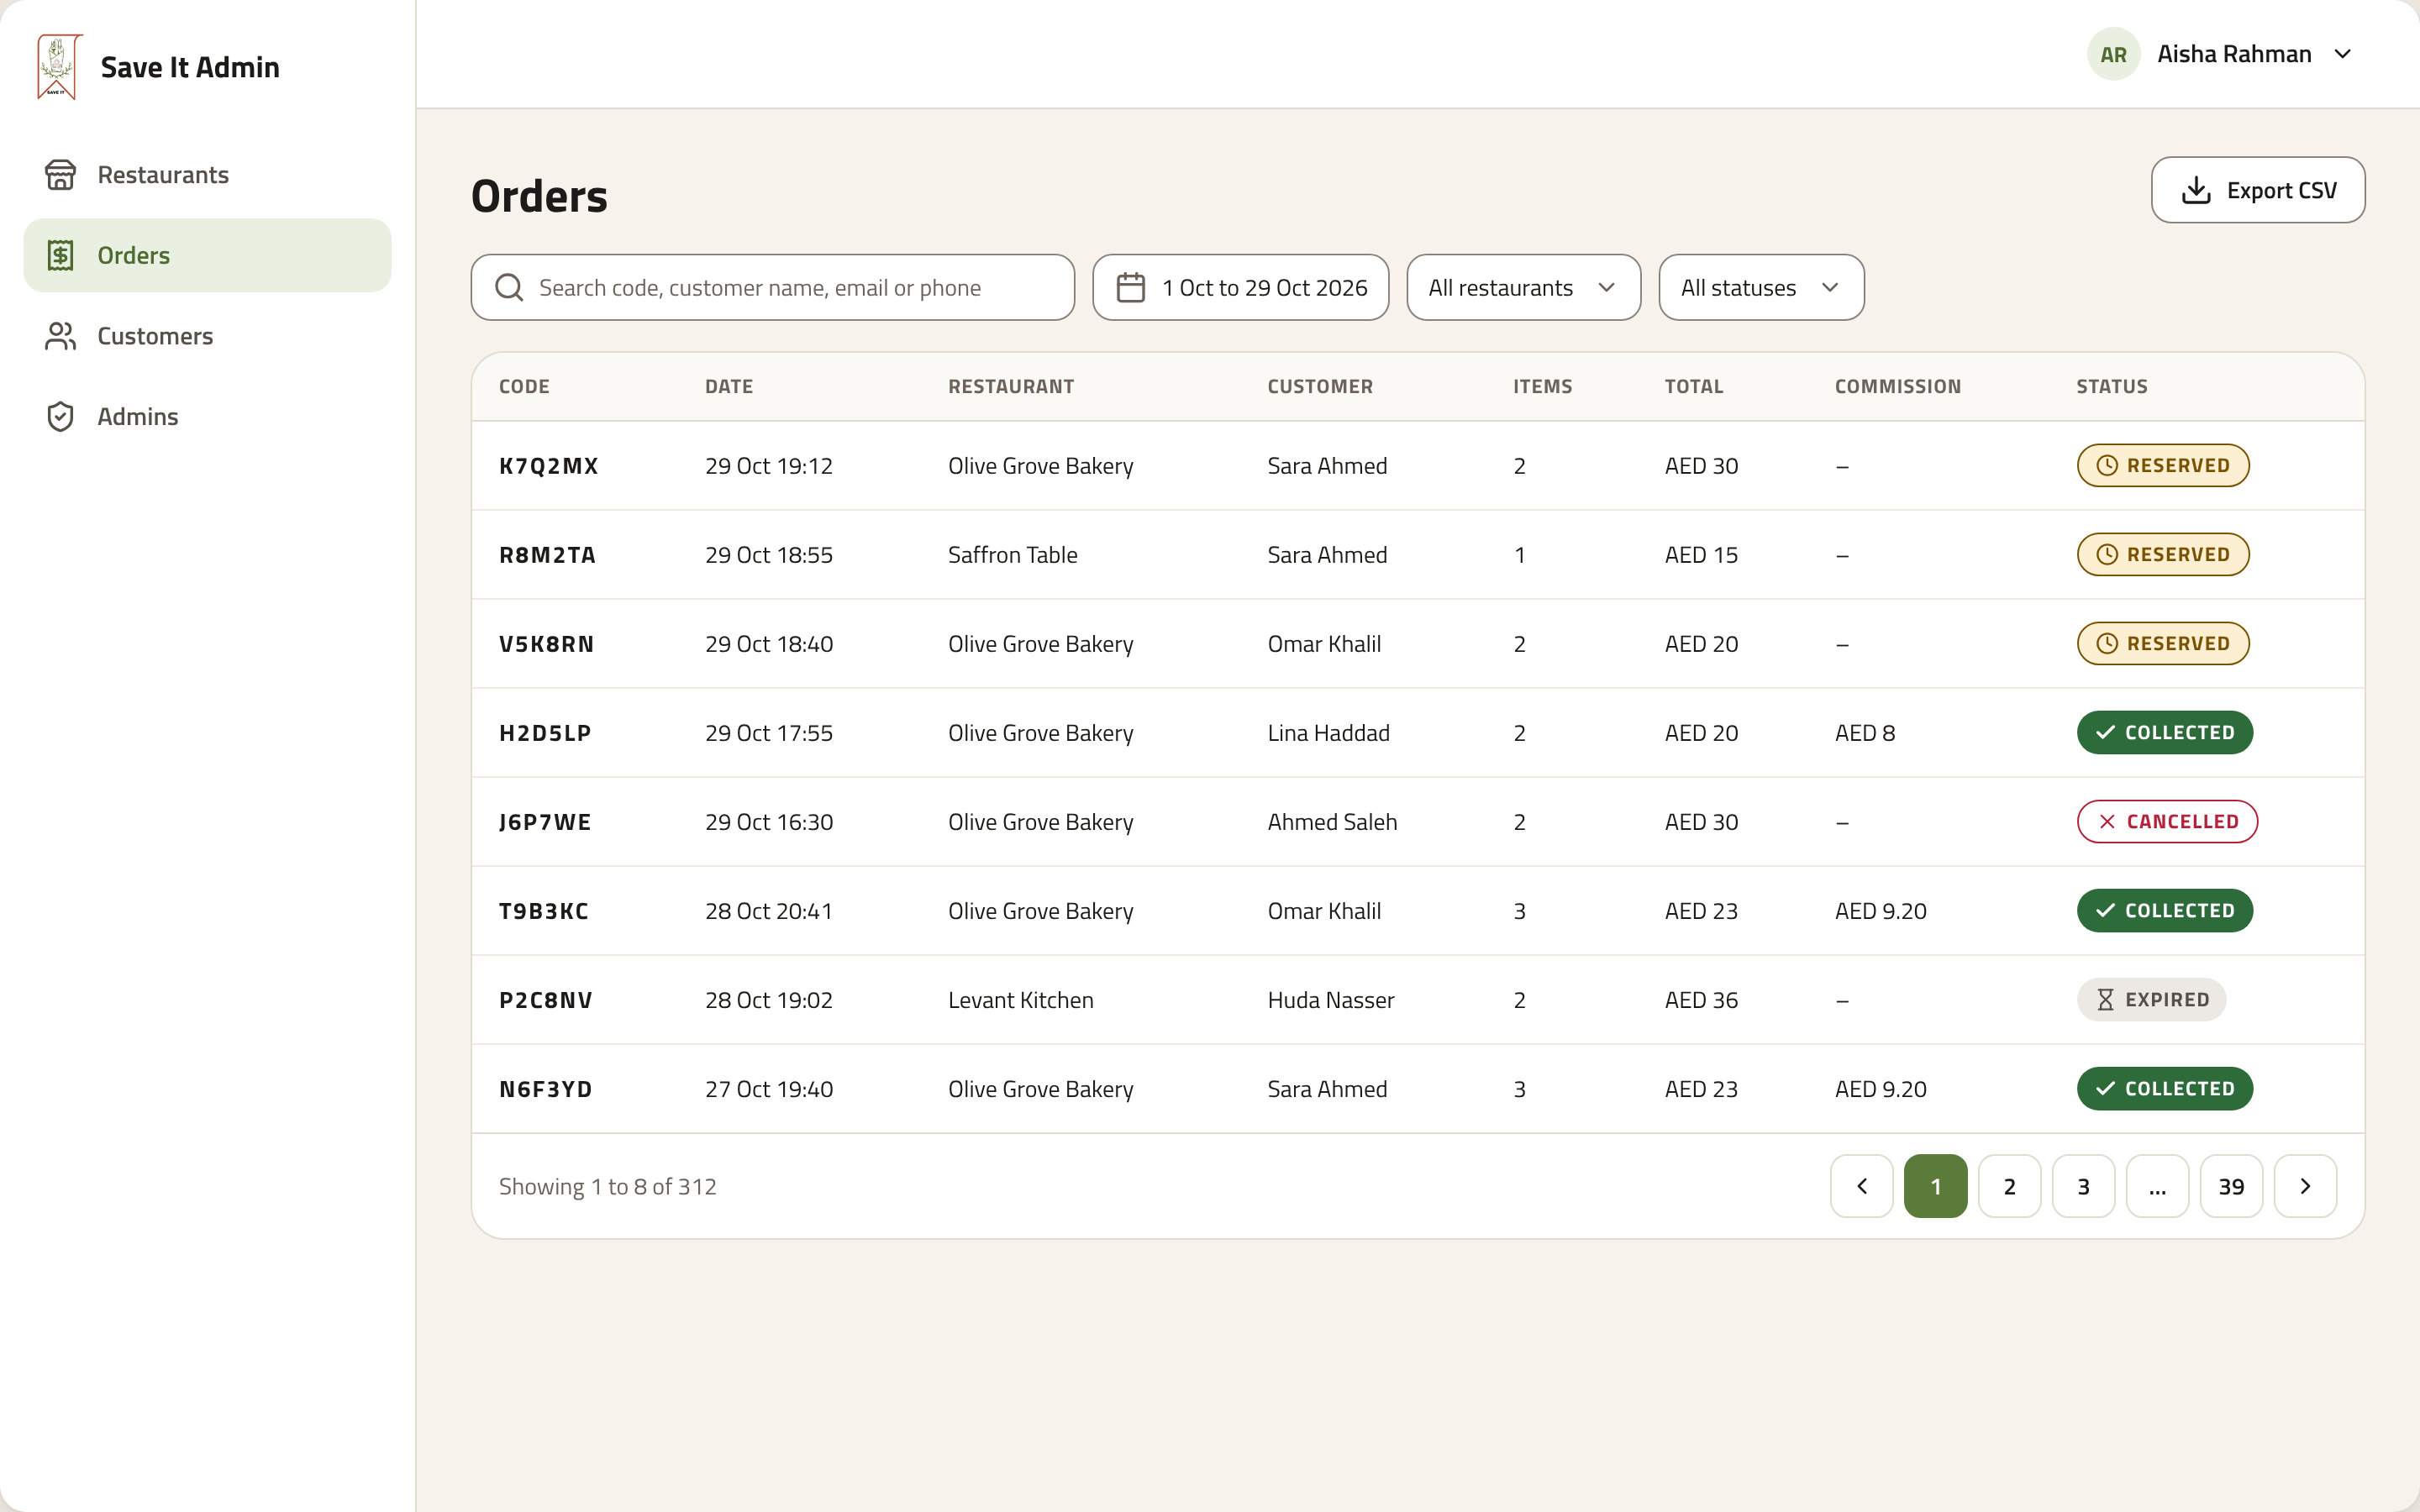 SAVE IT
Save It Admin
AR Aisha Rahman
Restaurants
Orders
Customers
Admins
Orders
Export CSV
Search code, customer name, email or phone
1 Oct to 29 Oct 2026
All restaurants
All statuses
CODE DATE RESTAURANT CUSTOMER ITEMS TOTAL COMMISSION STATUS
K7Q2MX 29 Oct 19:12 Olive Grove Bakery Sara Ahmed 2 AED 30 – RESERVED
R8M2TA 29 Oct 18:55 Saffron Table Sara Ahmed 1 AED 15 – RESERVED
V5K8RN 29 Oct 18:40 Olive Grove Bakery Omar Khalil 2 AED 20 – RESERVED
H2D5LP 29 Oct 17:55 Olive Grove Bakery Lina Haddad 2 AED 20 AED 8 COLLECTED
J6P7WE 29 Oct 16:30 Olive Grove Bakery Ahmed Saleh 2 AED 30 – CANCELLED
T9B3KC 28 Oct 20:41 Olive Grove Bakery Omar Khalil 3 AED 23 AED 9.20 COLLECTED
P2C8NV 28 Oct 19:02 Levant Kitchen Huda Nasser 2 AED 36 – EXPIRED
N6F3YD 27 Oct 19:40 Olive Grove Bakery Sara Ahmed 3 AED 23 AED 9.20 COLLECTED
Showing 1 to 8 of 312
1 2 3 ... 39